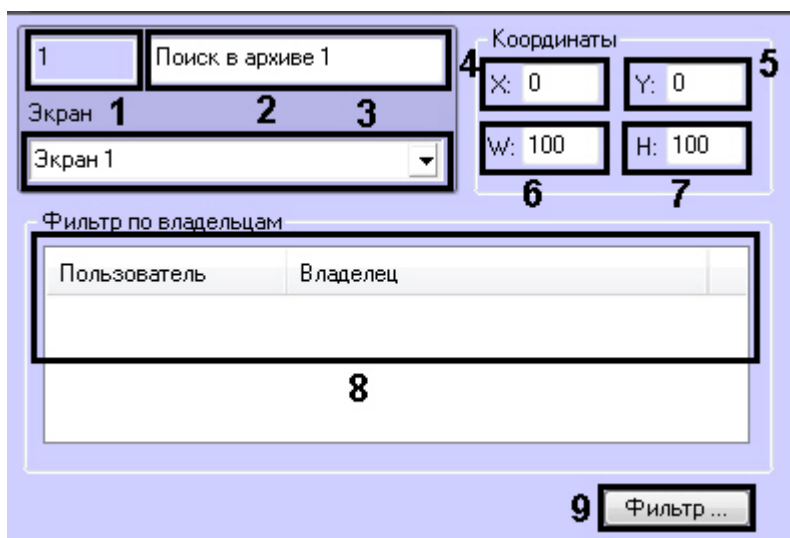 1 Поиск в архиве 1
Экран 1 2 3
Экран 1
Координаты
4 X: 0 Y: 0 5
W: 100 H: 100
6 7
Фильтр по владельцам
Пользователь Владелец
8
9 Фильтр ...